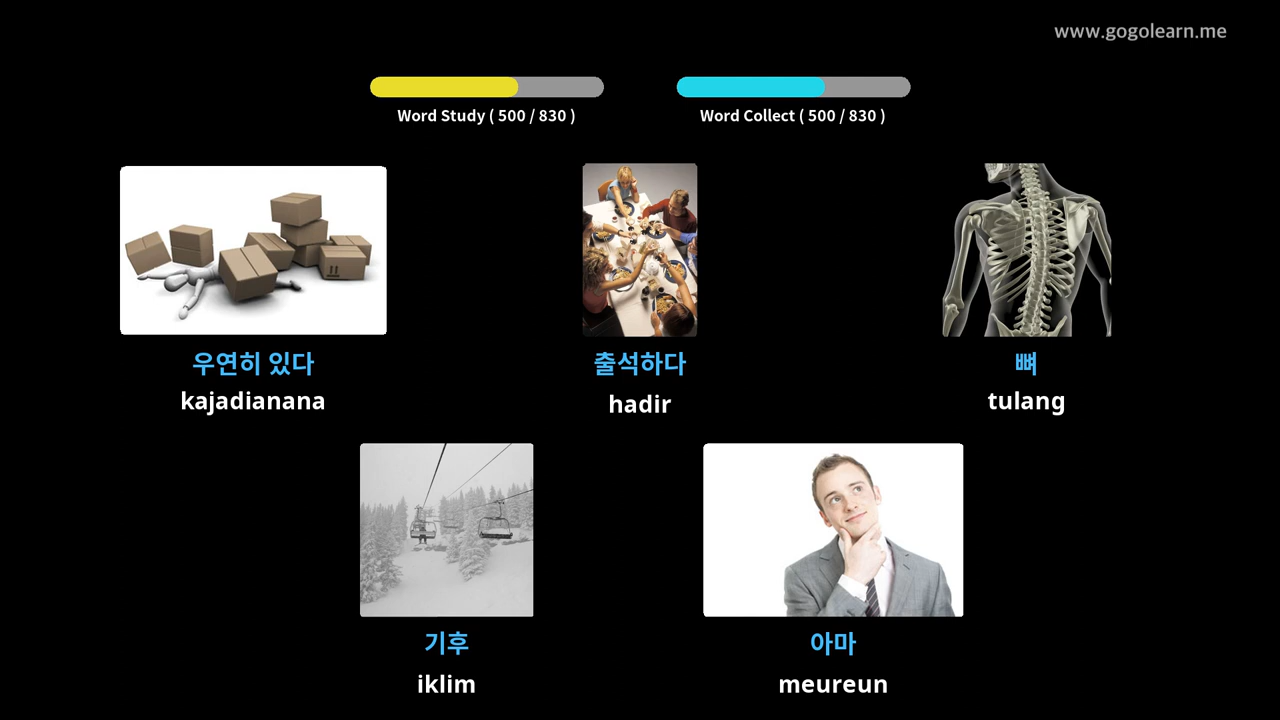 www.gogolearn.me
Word Study ( 500 / 830 )
Word Collect ( 500 / 830 )
우연히 있다
kajadianana
출석하다
hadir
뼈
tulang
기후
iklim
아마
meureun